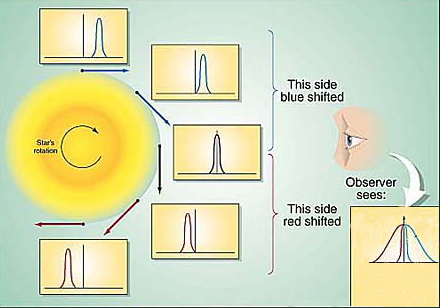 This side
blue shifted
Star's
rotation
Observer
sees:
This side
red shifted